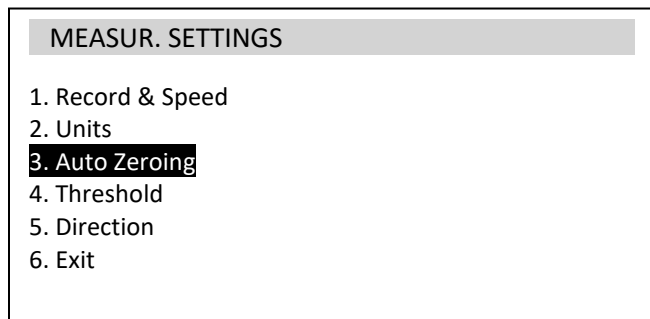 MEASUR. SETTINGS
1. Record & Speed
2. Units
3. Auto Zeroing
4. Threshold
5. Direction
6. Exit